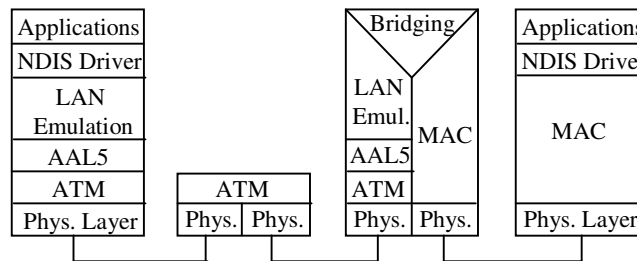 Applications
NDIS Driver
LAN
Emulation
AAL5
ATM
Phys. Layer
ATM
Phys.
Phys.
Bridging
LAN
Emul.
AAL5
ATM
Phys.
MAC
Phys.
Applications
NDIS Driver
MAC
Phys. Layer